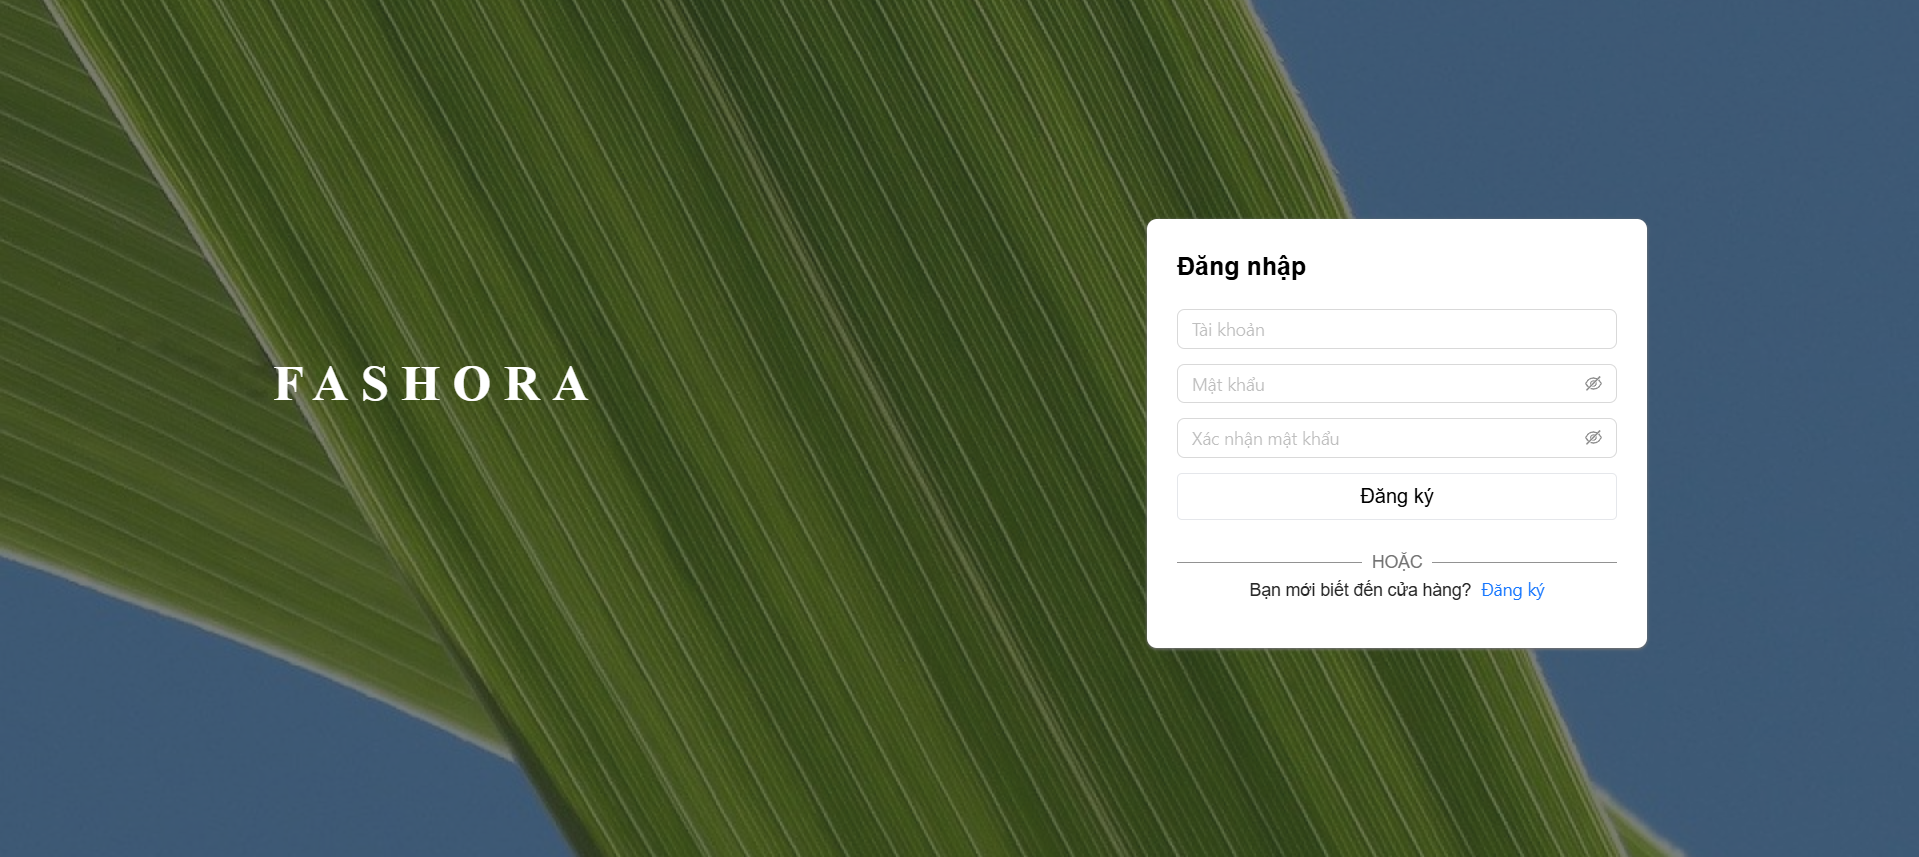 FASHORA
Đăng nhập
Tài khoản
Mật khẩu
Xác nhận mật khẩu
Đăng ký
HOẶC
Bạn mới biết đến cửa hàng? Đăng ký